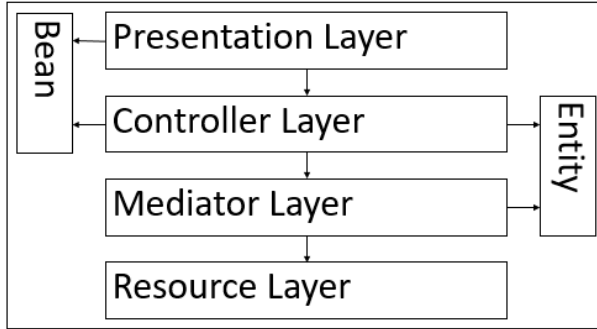 Bean
Presentation Layer
Controller Layer
Entity
Mediator Layer
Resource Layer